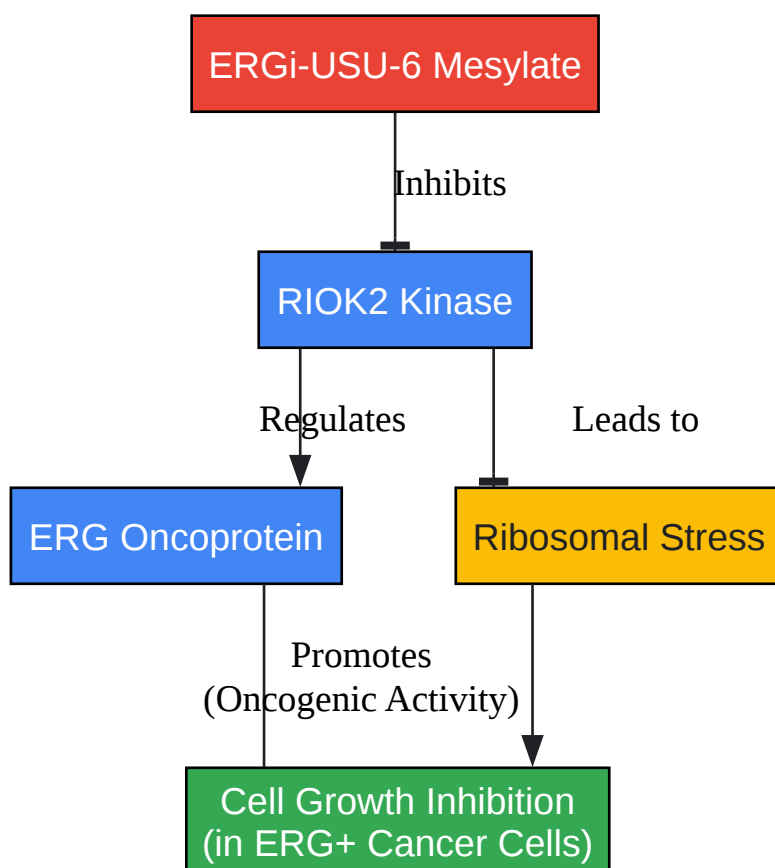 ERGi-USU-6 Mesylate
Inhibits
RIOK2 Kinase
Regulates
Leads to
ERG Oncoprotein
Ribosomal Stress
Promotes
(Oncogenic Activity)
Cell Growth Inhibition
(in ERG+ Cancer Cells)